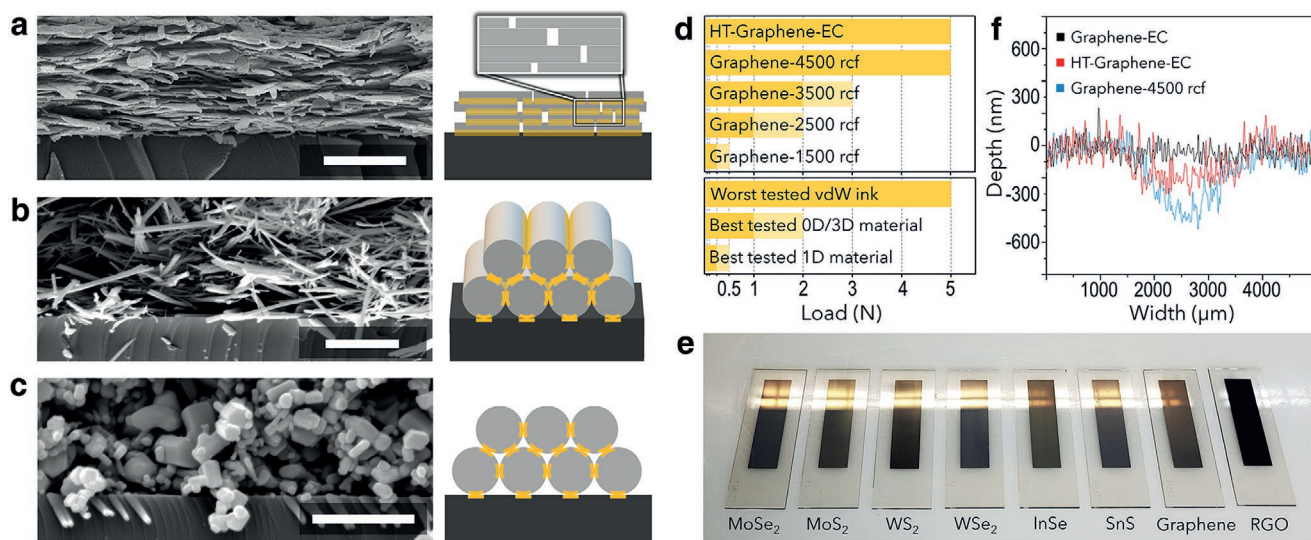 a
b
c
d
HT-Graphene-EC
Graphene-4500 rcf
Graphene-3500 rcf
Graphene-2500 rcf
Graphene-1500 rcf
Worst tested vdW ink
Best tested 0D/3D material
Best tested 1D material
0.5 1 2 3 4 5
Load (N)
f
Graphene-EC
HT-Graphene-EC
Graphene-4500 rcf
600
300
0
-300
-600
Depth (nm)
1000 2000 3000 4000
Width (µm)
e
MoSe₂ MoS₂ WS₂ WSe₂ InSe SnS Graphene RGO